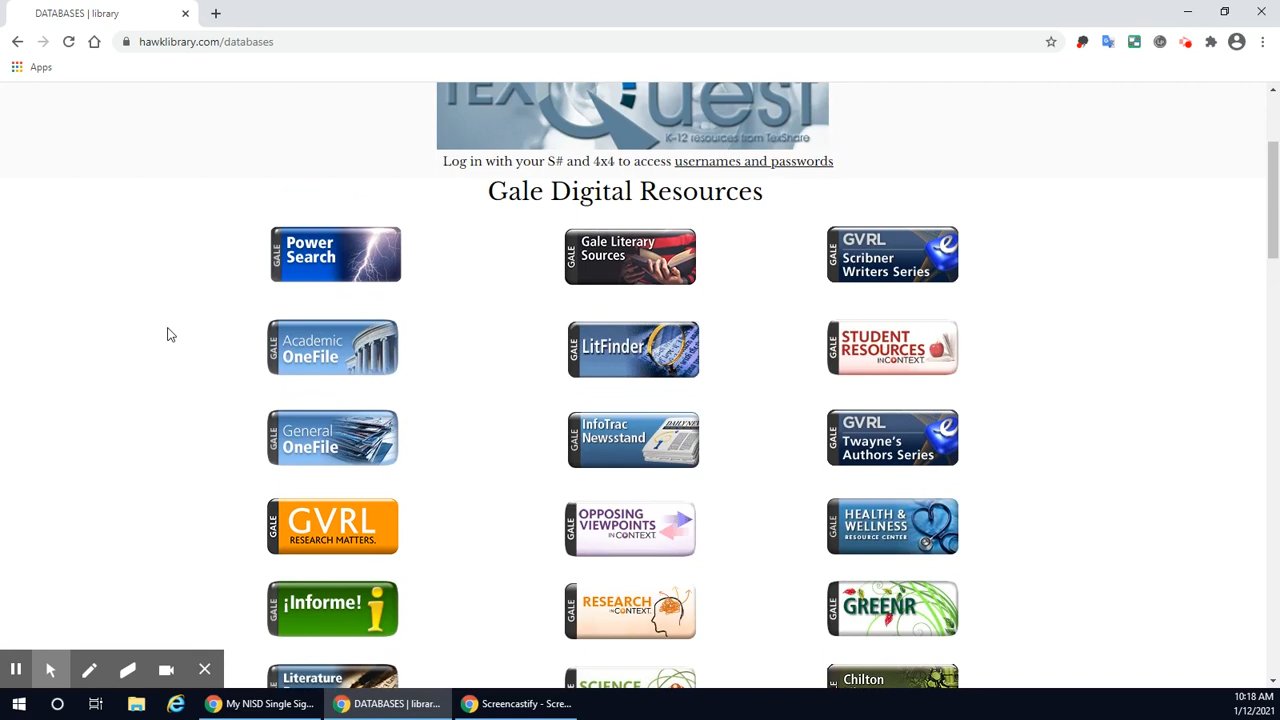 DATABASES | library
hawklibrary.com/databases
Apps
TexQuest
K-12 resources from TexShare
Log in with your S# and 4x4 to access usernames and passwords
Gale Digital Resources
GALE Power Search
GALE Gale Literary Sources
GALE GVRL Scribner Writers Series
GALE Academic OneFile
GALE LitFinder
GALE STUDENT RESOURCES IN CONTEXT
GALE General OneFile
GALE InfoTrac Newsstand DAILY NEWS
GALE GVRL Twayne's Authors Series
GALE GVRL RESEARCH MATTERS.
GALE OPPOSING VIEWPOINTS IN CONTEXT
GALE HEALTH & WELLNESS RESOURCE CENTER
GALE ¡Informe! i
GALE RESEARCH IN CONTEXT
GALE GREENR
Literature
SCIENCE
Chilton
My NISD Single Sig...
DATABASES | librar...
Screencastify - Scre...
10:18 AM
1/12/2021